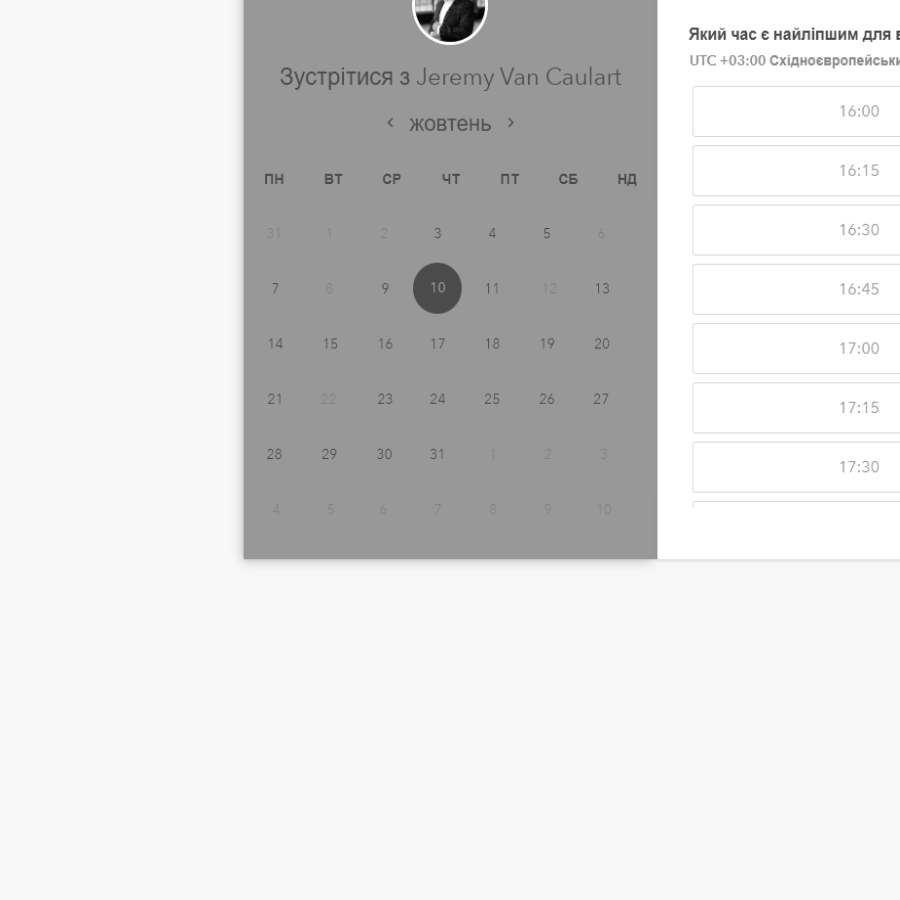 Зустрітися з Jeremy Van Caulart
жовтень
ПН ВТ СР ЧТ ПТ СБ НД
31 1 2 3 4 5 6
7 8 9 10 11 12 13
14 15 16 17 18 19 20
21 22 23 24 25 26 27
28 29 30 31 1 2 3
4 5 6 7 8 9 10
Який час є найліпшим для
UTC +03:00
16:00
16:15
16:30
16:45
17:00
17:15
17:30